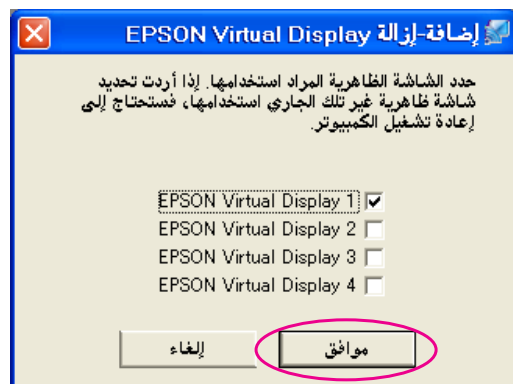 إضافة-إزالة EPSON Virtual Display
حدد الشاشة الظاهرية المراد استخدامها. إذا أردت تحديد
شاشة ظاهرية غير تلك الجاري استخدامها، فستحتاج إلى
إعادة تشغيل الكمبيوتر.
EPSON Virtual Display 1
EPSON Virtual Display 2
EPSON Virtual Display 3
EPSON Virtual Display 4
موافق
إلغاء